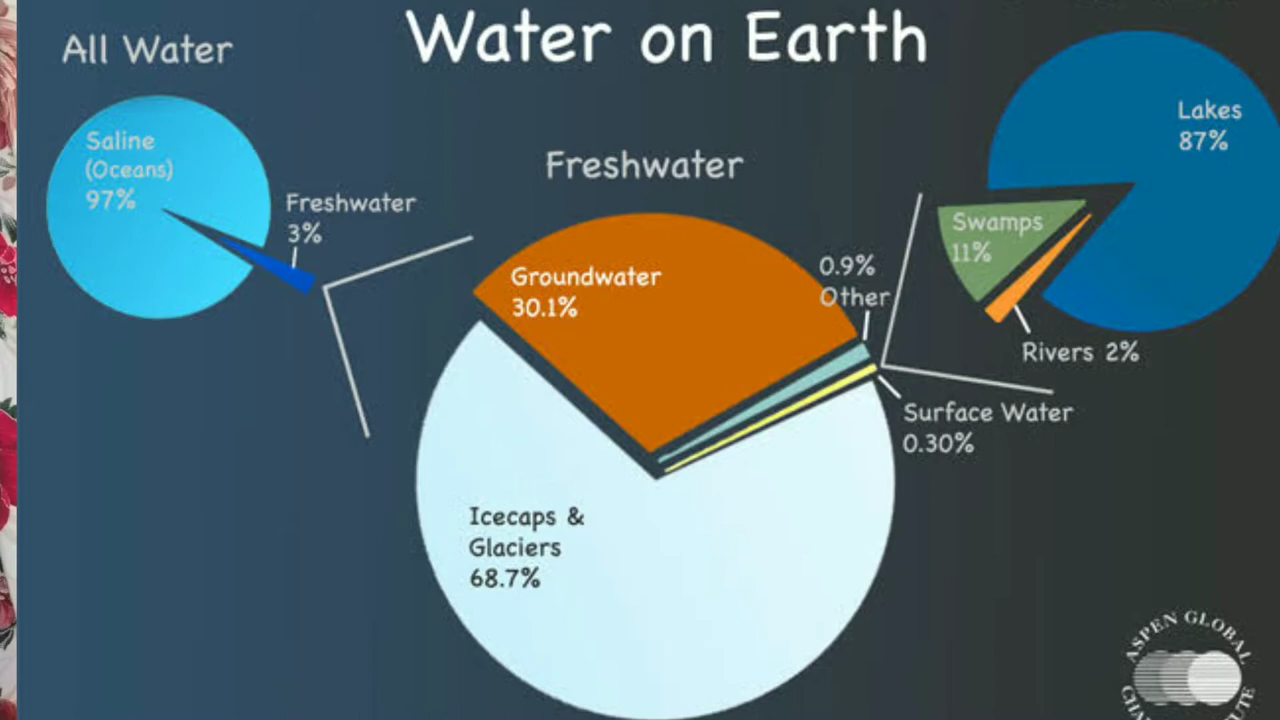 Water on Earth
All Water
Saline
(Oceans)
97%
Freshwater
3%
Freshwater
Groundwater
30.1%
0.9%
Other
Surface Water
0.30%
Icecaps &
Glaciers
68.7%
Lakes
87%
Swamps
11%
Rivers 2%
ASPEN GLOBAL